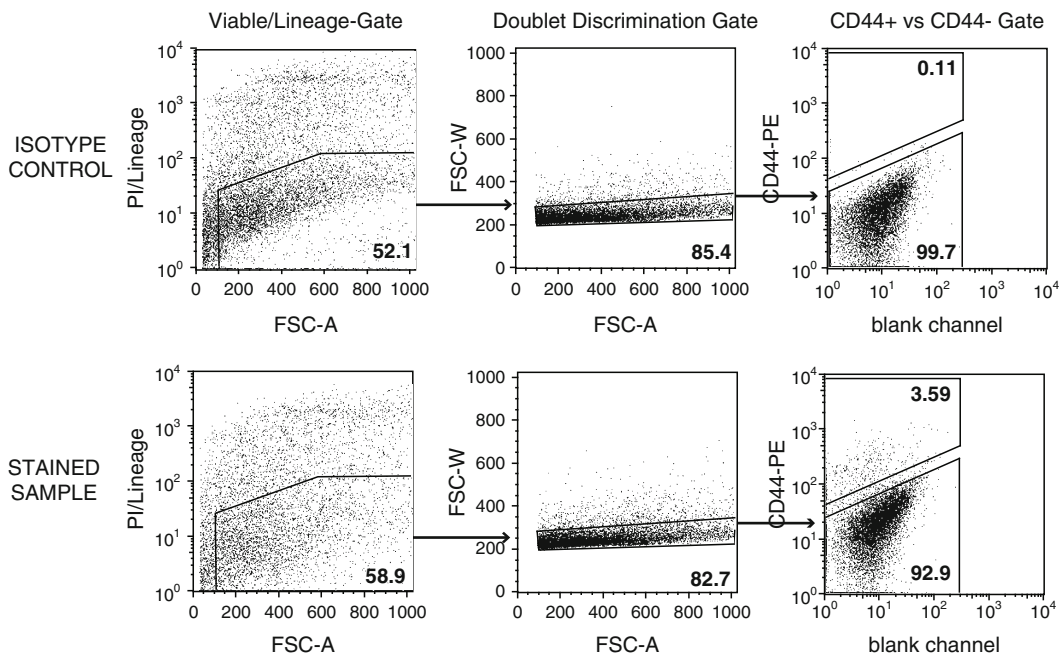 Viable/Lineage-Gate
Doublet Discrimination Gate
CD44+ vs CD44- Gate
ISOTYPE
CONTROL
PI/Lineage
10^4
10^3
10^2
10^1
10^0
52.1
0 200 400 600 800 1000
FSC-A
FSC-W
1000
800
600
400
200
0
85.4
0 200 400 600 800 1000
FSC-A
CD44-PE
10^4
10^3
10^2
10^1
10^0
0.11
99.7
10^0 10^1 10^2 10^3 10^4
blank channel
STAINED
SAMPLE
PI/Lineage
10^4
10^3
10^2
10^1
10^0
58.9
0 200 400 600 800 1000
FSC-A
FSC-W
1000
800
600
400
200
0
82.7
0 200 400 600 800 1000
FSC-A
CD44-PE
10^4
10^3
10^2
10^1
10^0
3.59
92.9
10^0 10^1 10^2 10^3 10^4
blank channel